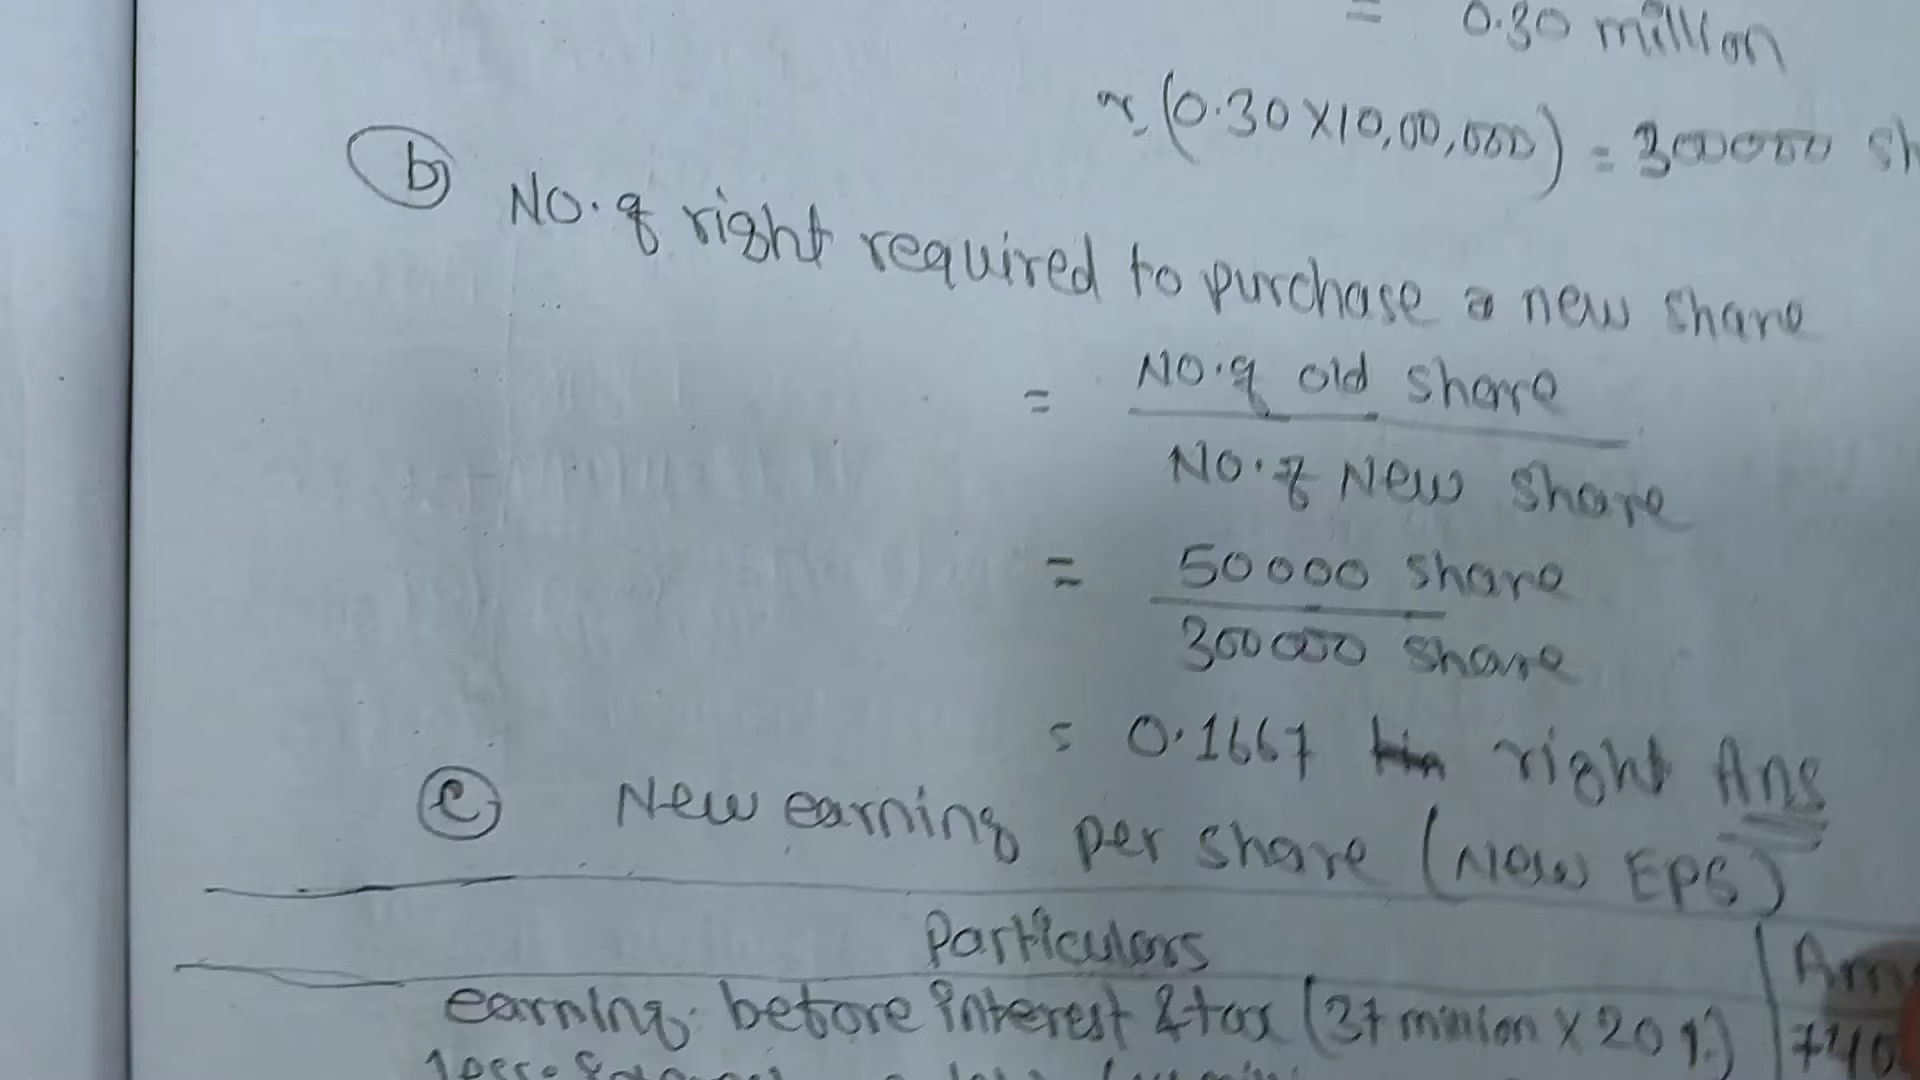 = 0.30 million
(0.30 X10,00,000) = 300000 sh
b) No. of right required to purchase a new share
= No. of old share
No. of New share
= 50000 share
300000 share
= 0.1667 right Ans
c New earning per share (New EPS)
Particulars
earning before interest & tax (37 million X 20%)